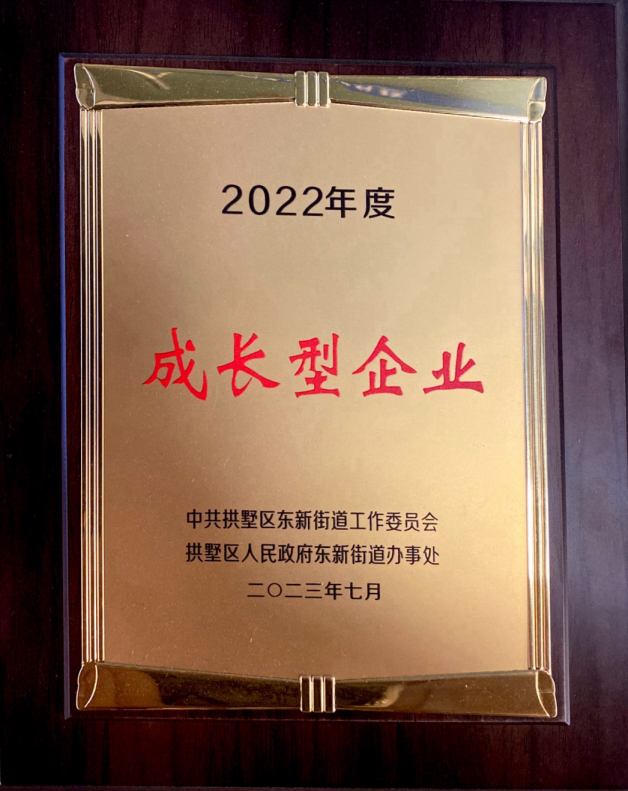 2022年度
成长型企业
中共拱墅区东新街道工作委员会
拱墅区人民政府东新街道办事处
二〇二三年七月